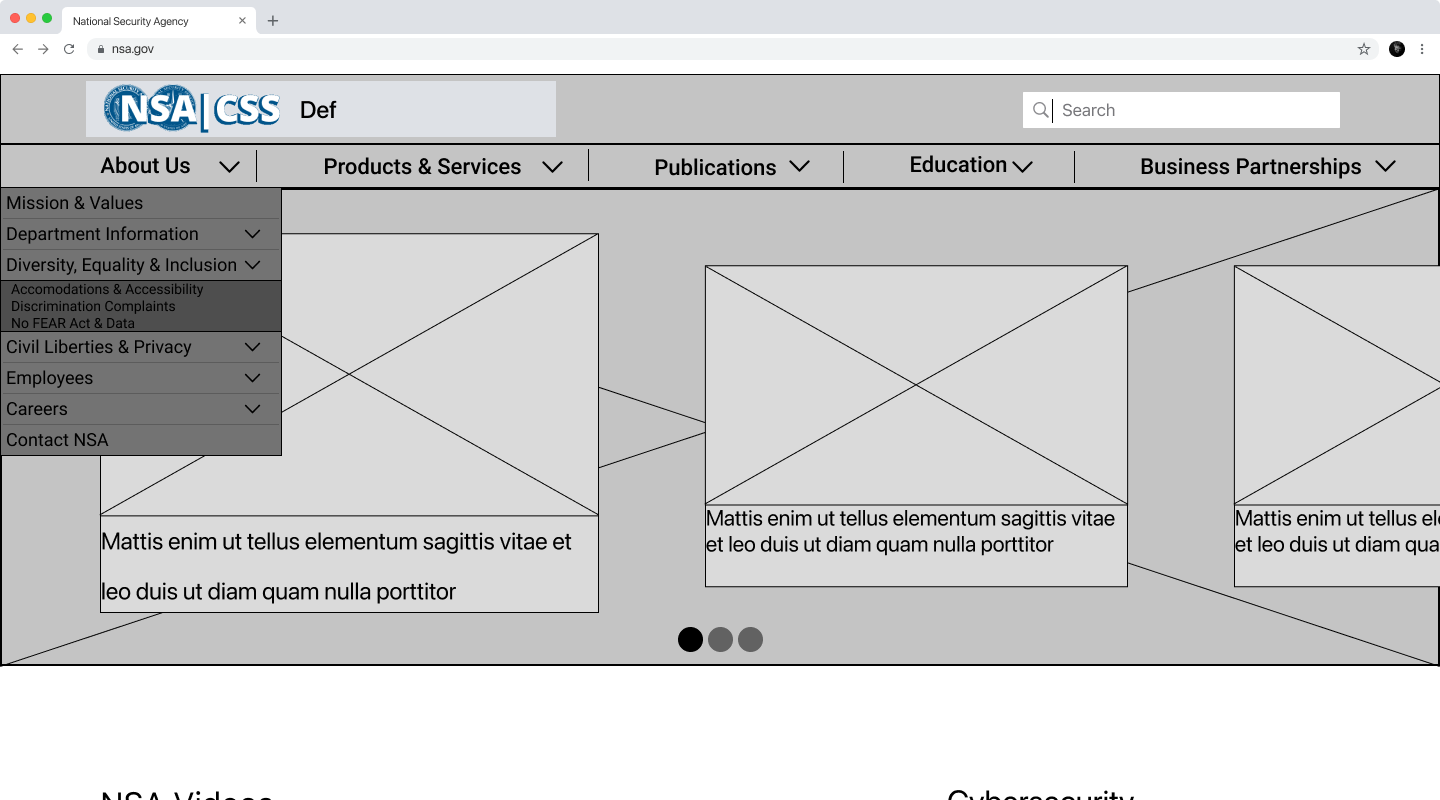 National Security Agency
nsa.gov
NSA|CSS Def
Search
About Us Products & Services Publications Education Business Partnerships
Mission & Values
Department Information
Diversity, Equality & Inclusion
Accomodations & Accessibility
Discrimination Complaints
No FEAR Act & Data
Civil Liberties & Privacy
Employees
Careers
Contact NSA
Mattis enim ut tellus elementum sagittis vitae et
leo duis ut diam quam nulla porttitor
Mattis enim ut tellus elementum sagittis vitae
et leo duis ut diam quam nulla porttitor
Mattis enim ut tellus
et leo duis ut diam
NSA Videos
Cybersecurity